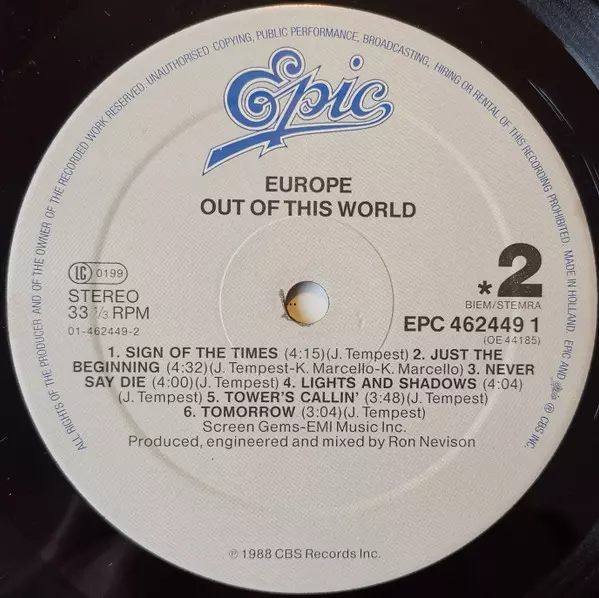 ALL RIGHTS OF THE PRODUCER AND OF THE OWNER OF THE RECORDED WORK RESERVED. UNAUTHORISED COPYING, PUBLIC PERFORMANCE, BROADCASTING, HIRING OR RENTAL OF THIS RECORDING PROHIBITED. MADE IN HOLLAND. EPIC AND Epic ℗ CBS INC.
Epic
EUROPE
OUT OF THIS WORLD
LC 0199
STEREO
33 1/3 RPM
01-462449-2
*2
BIEM/STEMRA
EPC 462449 1
(OE 44185)
1. SIGN OF THE TIMES (4:15)(J. Tempest) 2. JUST THE
BEGINNING (4:32)(J. Tempest-K. Marcello-K. Marcello) 3. NEVER
SAY DIE (4:00)(J. Tempest) 4. LIGHTS AND SHADOWS (4:04)
(J. Tempest) 5. TOWER'S CALLIN' (3:48)(J. Tempest)
6. TOMORROW (3:04)(J. Tempest)
Screen Gems-EMI Music Inc.
Produced, engineered and mixed by Ron Nevison
℗ 1988 CBS Records Inc.